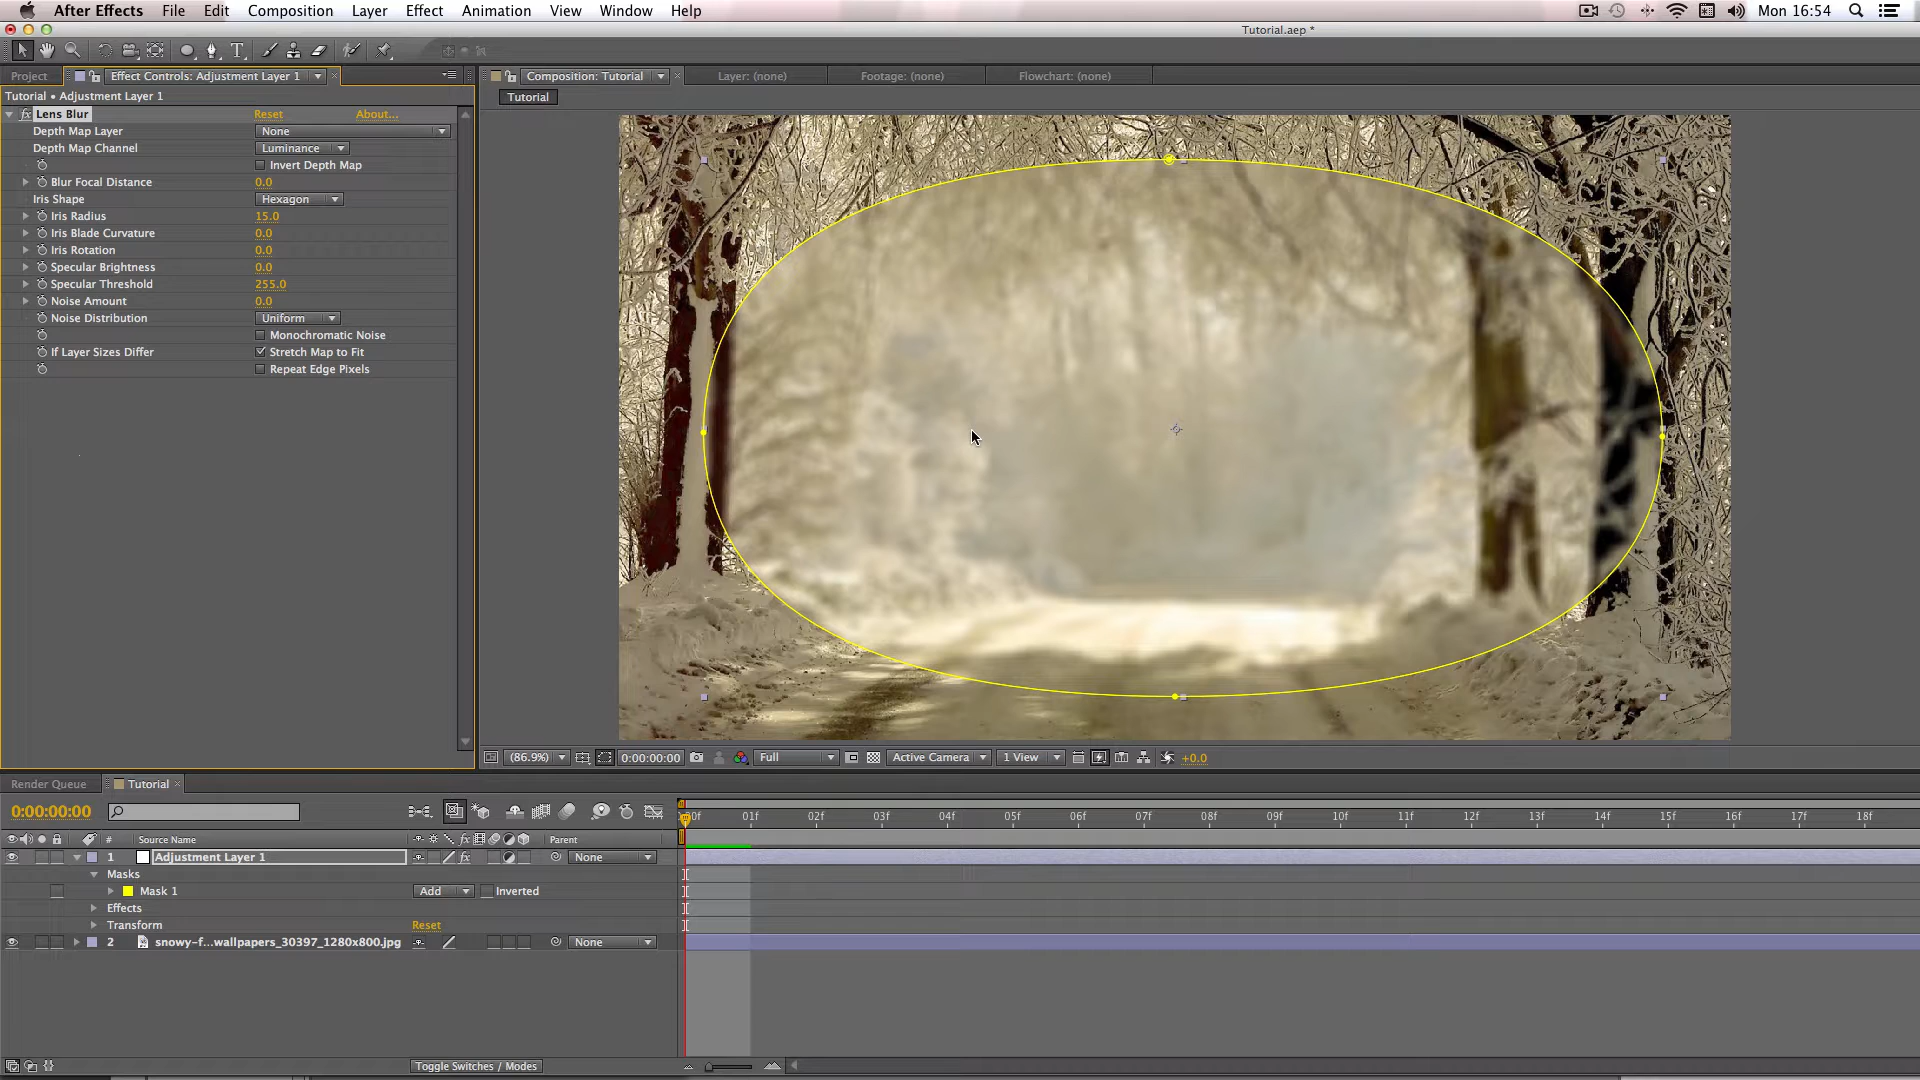 After Effects File Edit Composition Layer Effect Animation View Window Help Mon 16:54
Tutorial.aep *
Project Effect Controls: Adjustment Layer 1 Composition: Tutorial Layer: (none) Footage: (none) Flowchart: (none)
Tutorial • Adjustment Layer 1 Tutorial
fx Lens Blur Reset About...
Depth Map Layer None
Depth Map Channel Luminance
Invert Depth Map
Blur Focal Distance 0.0
Iris Shape Hexagon
Iris Radius 15.0
Iris Blade Curvature 0.0
Iris Rotation 0.0
Specular Brightness 0.0
Specular Threshold 255.0
Noise Amount 0.0
Noise Distribution Uniform
Monochromatic Noise
If Layer Sizes Differ Stretch Map to Fit
Repeat Edge Pixels
(86.9%) 0:00:00:00 Full Active Camera 1 View +0.0
Render Queue Tutorial
0:00:00:00
00f 01f 02f 03f 04f 05f 06f 07f 08f 09f 10f 11f 12f 13f 14f 15f 16f 17f 18f
# Source Name fx Parent
1 Adjustment Layer 1 fx None
Masks
Mask 1 Add Inverted
Effects
Transform Reset
2 snowy-f...wallpapers_30397_1280x800.jpg None
Toggle Switches / Modes